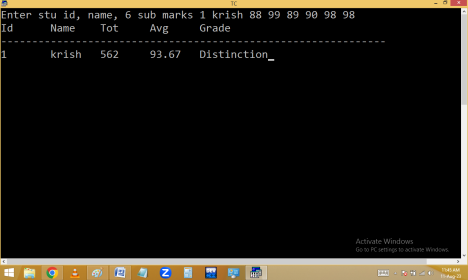 TC
Enter stu id, name, 6 sub marks 1 krish 88 99 89 90 98 98
Id Name Tot Avg Grade
--------------------------------------------------------------
1 krish 562 93.67 Distinction_
Activate Windows
Go to PC settings to activate Windows.
11:45 AM